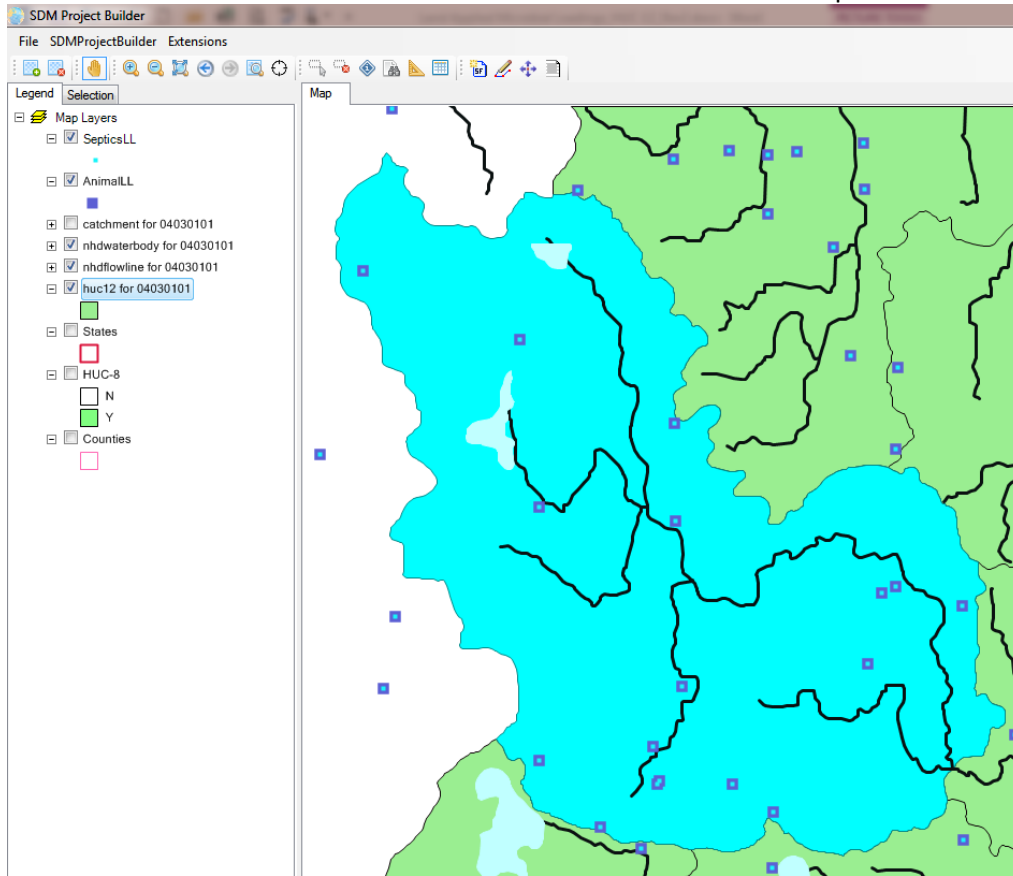 SDM Project Builder
File SDMProjectBuilder Extensions
SF
Legend Selection Map
Map Layers
SepticsLL
AnimalLL
catchment for 04030101
nhdwaterbody for 04030101
nhdflowline for 04030101
huc12 for 04030101
States
HUC-8
N
Y
Counties